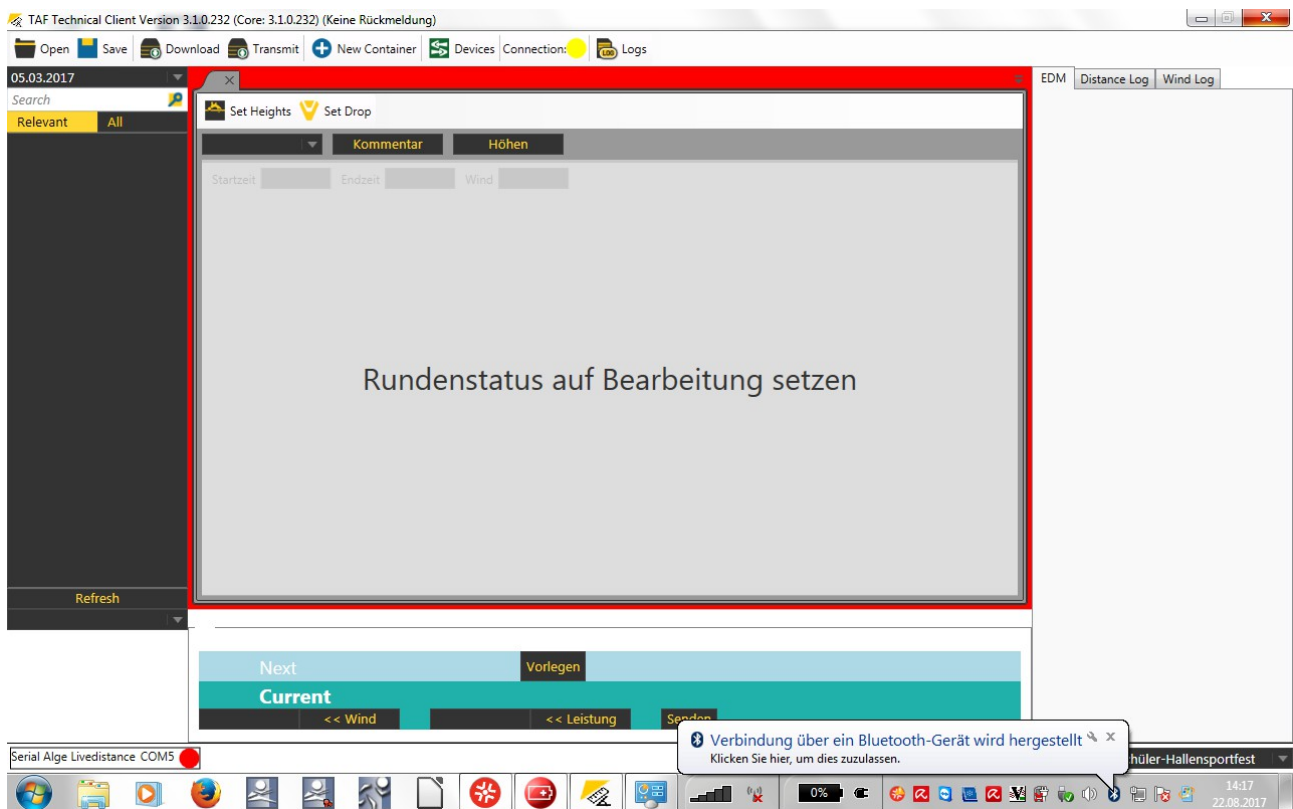 TAF Technical Client Version 3.1.0.232 (Core: 3.1.0.232) (Keine Rückmeldung)
Open Save Download Transmit New Container Devices Connection: LOG Logs
05.03.2017
Search
Relevant All
Set Heights Set Drop
Kommentar Höhen
Startzeit Endzeit Wind
Rundenstatus auf Bearbeitung setzen
EDM Distance Log Wind Log
Refresh
Next Vorlegen
Current
<< Wind << Leistung Senden
Verbindung über ein Bluetooth-Gerät wird hergestellt
Klicken Sie hier, um dies zuzulassen.
Serial Alge Livedistance COM5
hüler-Hallensportfest
0%
14:17
22.08.2017